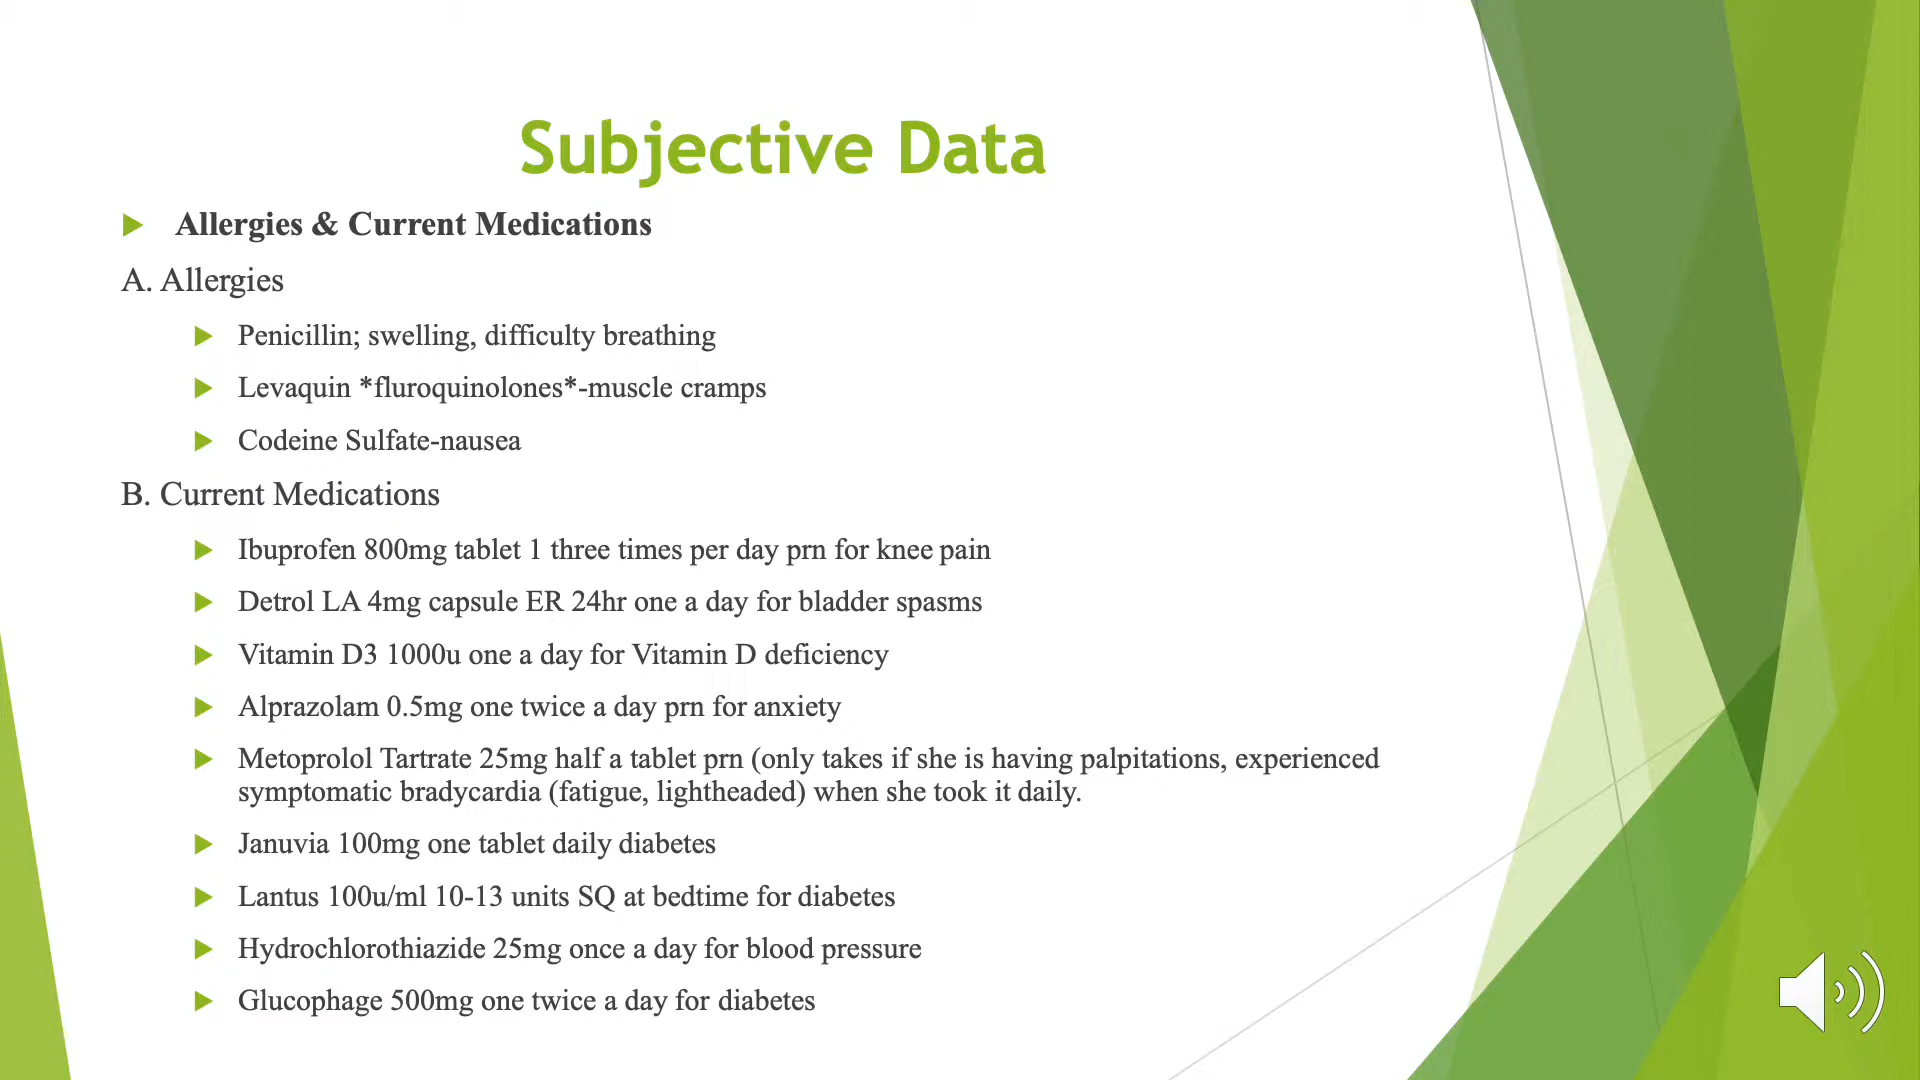 Subjective Data
Allergies & Current Medications
A. Allergies
Penicillin; swelling, difficulty breathing
Levaquin *fluroquinolones*-muscle cramps
Codeine Sulfate-nausea
B. Current Medications
Ibuprofen 800mg tablet 1 three times per day prn for knee pain
Detrol LA 4mg capsule ER 24hr one a day for bladder spasms
Vitamin D3 1000u one a day for Vitamin D deficiency
Alprazolam 0.5mg one twice a day prn for anxiety
Metoprolol Tartrate 25mg half a tablet prn (only takes if she is having palpitations, experienced
symptomatic bradycardia (fatigue, lightheaded) when she took it daily.
Januvia 100mg one tablet daily diabetes
Lantus 100u/ml 10-13 units SQ at bedtime for diabetes
Hydrochlorothiazide 25mg once a day for blood pressure
Glucophage 500mg one twice a day for diabetes